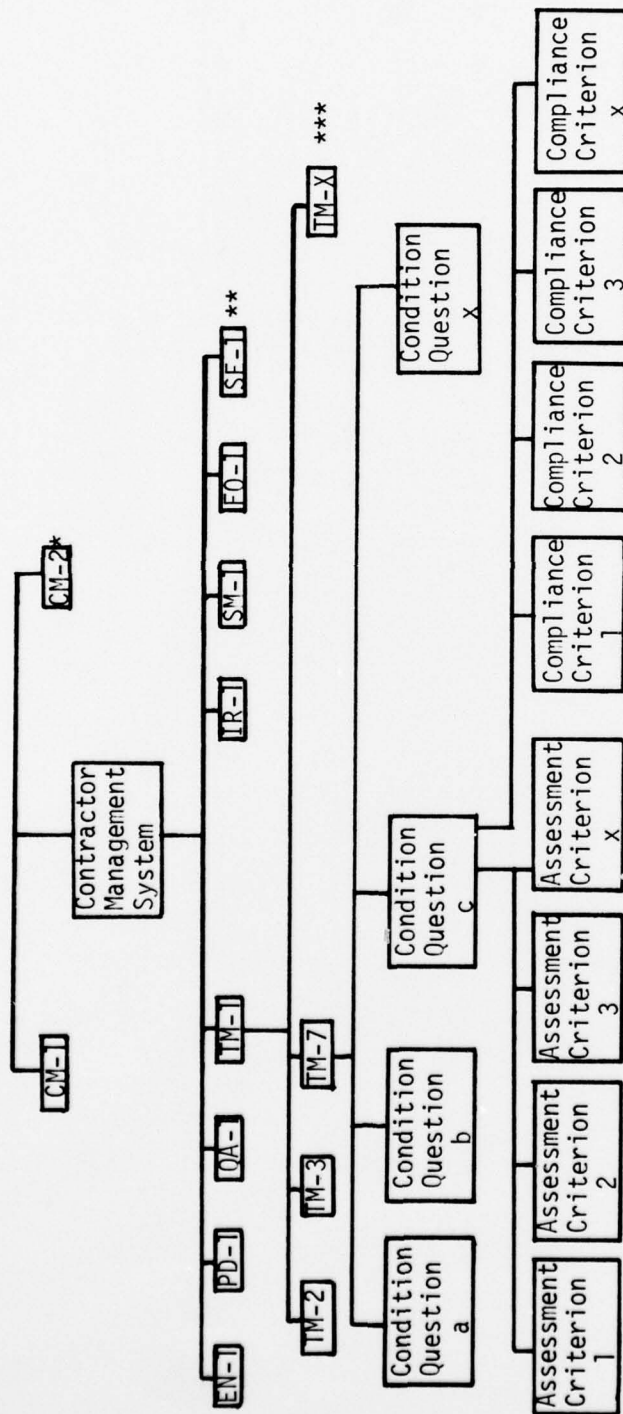 CM-1
CM-2*
Contractor
Management
System
EN-1
PD-1
QA-1
TM-1
IR-1
SM-1
FO-1
SE-1 **
TM-2
TM-3
TM-7
TM-X ***
Condition
Question
a
Condition
Question
b
Condition
Question
c
Condition
Question
x
Assessment
Criterion
1
Assessment
Criterion
2
Assessment
Criterion
3
Assessment
Criterion
x
Compliance
Criterion
1
Compliance
Criterion
2
Compliance
Criterion
3
Compliance
Criterion
x